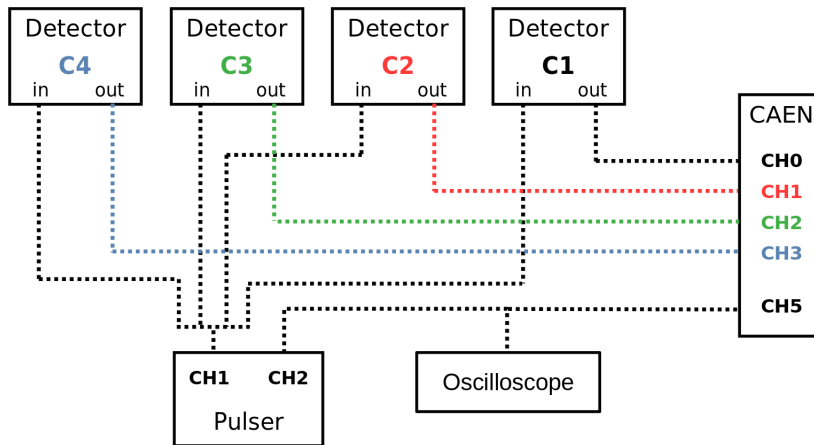 Detector Detector Detector Detector
C4 C3 C2 C1
in out in out in out in out
CAEN
CH0
CH1
CH2
CH3
CH5
CH1 CH2
Pulser
Oscilloscope